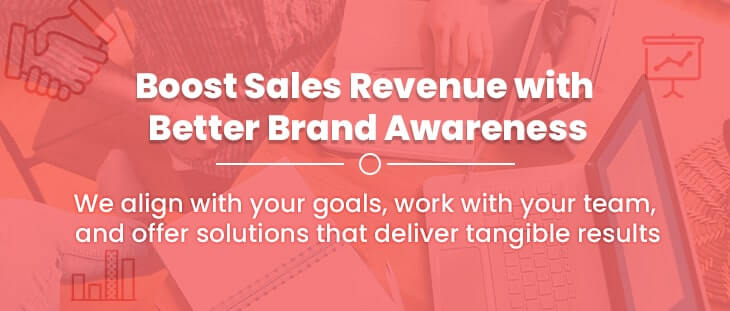 Boost Sales Revenue with
Better Brand Awareness
We align with your goals, work with your team,
and offer solutions that deliver tangible results